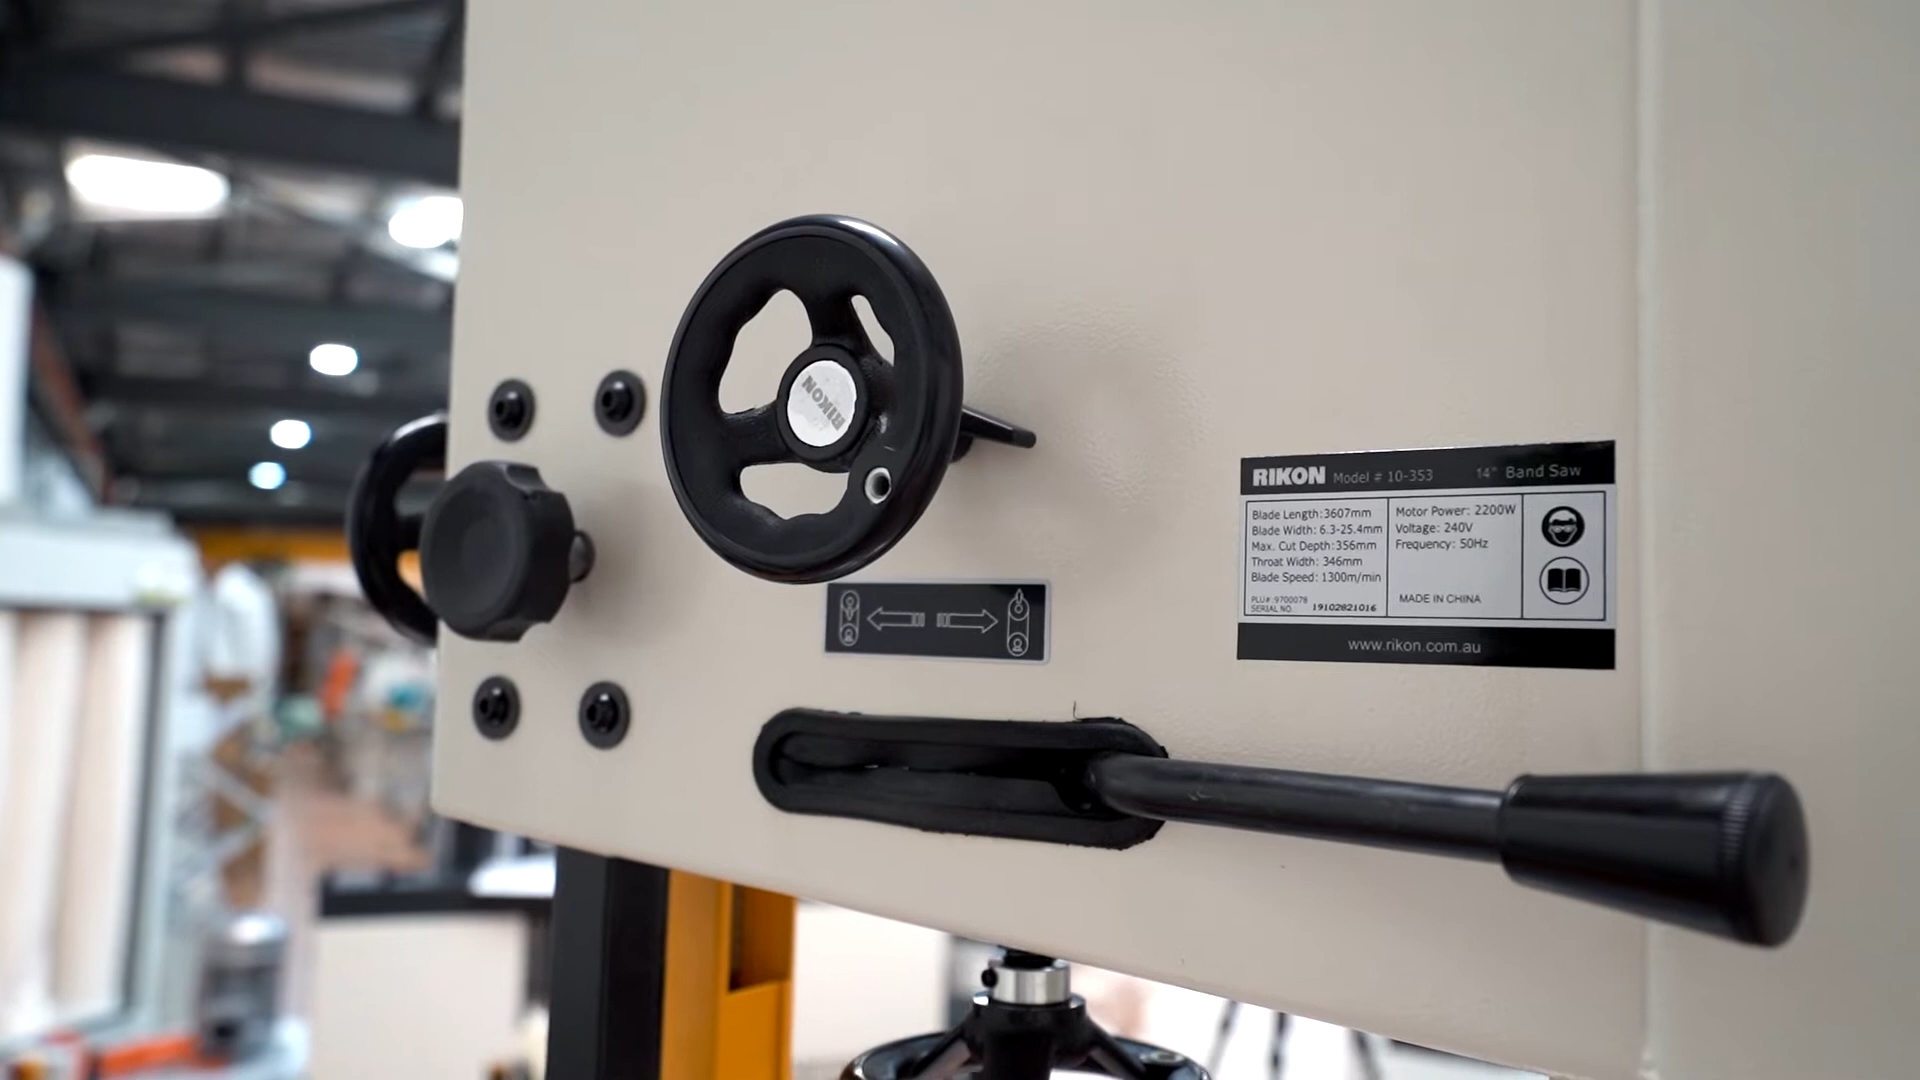 RIKON
RIKON Model # 10-353 14" Band Saw
Blade Length:3607mm
Blade Width: 6.3-25.4mm
Max. Cut Depth:356mm
Throat Width: 346mm
Blade Speed: 1300m/min
PLU#:9700078
SERIAL NO. 19102821016
Motor Power: 2200W
Voltage: 240V
Frequency: 50Hz
MADE IN CHINA
www.rikon.com.au